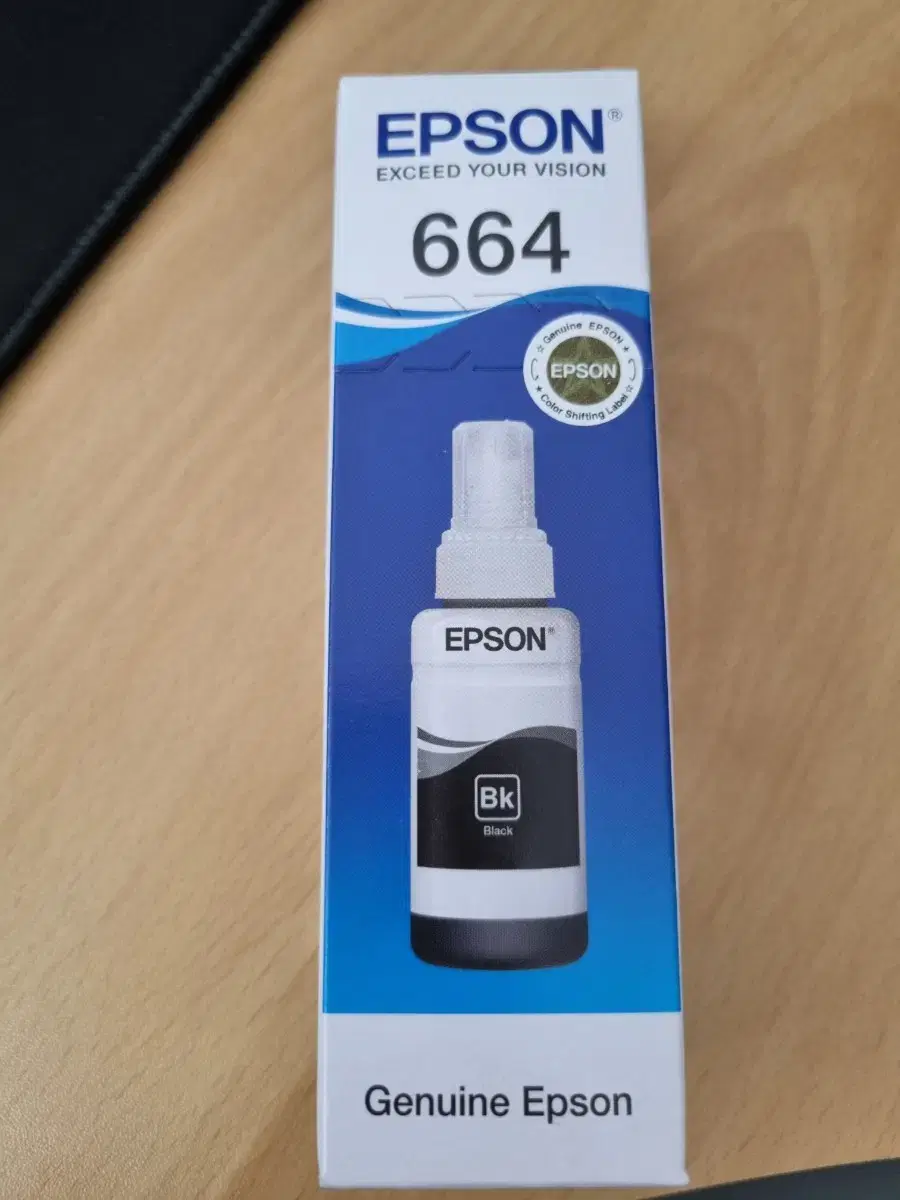 EPSON®
EXCEED YOUR VISION
664
☆ Genuine EPSON ★
EPSON
★ Color Shifting Label ☆
EPSON®
Bk
Black
Genuine Epson